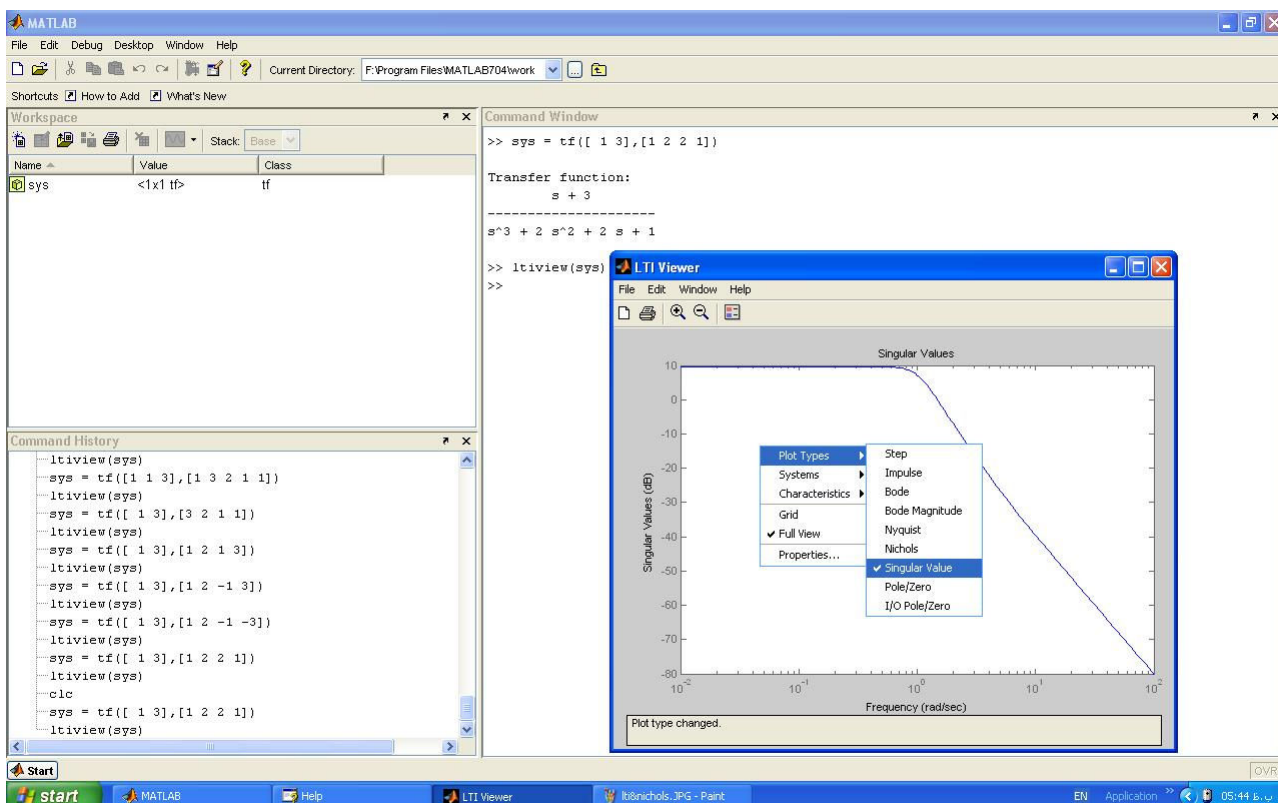 MATLAB
File Edit Debug Desktop Window Help
Current Directory: F:\Program Files\MATLAB704\work
Shortcuts How to Add What's New
Workspace
Stack: Base
Name Value Class
sys <1x1 tf> tf
Command History
ltiview(sys)
sys = tf([1 1 3],[1 3 2 1 1])
ltiview(sys)
sys = tf([ 1 3],[3 2 1 1])
ltiview(sys)
sys = tf([ 1 3],[1 2 1 3])
ltiview(sys)
sys = tf([ 1 3],[1 2 -1 3])
ltiview(sys)
sys = tf([ 1 3],[1 2 -1 -3])
ltiview(sys)
sys = tf([ 1 3],[1 2 2 1])
ltiview(sys)
clc
sys = tf([ 1 3],[1 2 2 1])
ltiview(sys)
Command Window
>> sys = tf([ 1 3],[1 2 2 1])
Transfer function:
s + 3
---------------------
s^3 + 2 s^2 + 2 s + 1
>> ltiview(sys)
>>
LTI Viewer
File Edit Window Help
Singular Values
10
0
-10
-20
-30
-40
-50
-60
-70
-80
Singular Values (dB)
10^-2 10^-1 10^0 10^1 10^2
Frequency (rad/sec)
Plot Types
Systems
Characteristics
Grid
Full View
Properties...
Step
Impulse
Bode
Bode Magnitude
Nyquist
Nichols
Singular Value
Pole/Zero
I/O Pole/Zero
Plot type changed.
Start
OVR
start MATLAB Help LTI Viewer lti8nichols.JPG - Paint EN Application » 05:44 ب.ظ